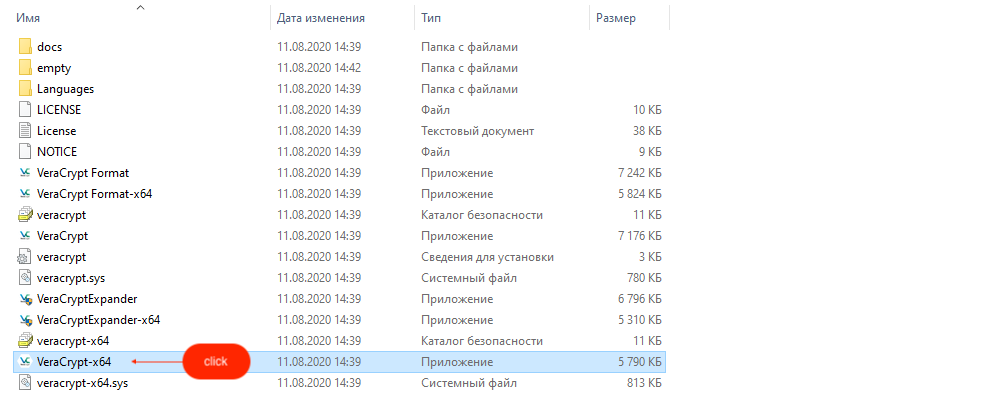 Имя Дата изменения Тип Размер
docs 11.08.2020 14:39 Папка с файлами
empty 11.08.2020 14:42 Папка с файлами
Languages 11.08.2020 14:39 Папка с файлами
LICENSE 11.08.2020 14:39 Файл 10 КБ
License 11.08.2020 14:39 Текстовый документ 38 КБ
NOTICE 11.08.2020 14:39 Файл 9 КБ
VeraCrypt Format 11.08.2020 14:39 Приложение 7 242 КБ
VeraCrypt Format-x64 11.08.2020 14:39 Приложение 5 824 КБ
veracrypt 11.08.2020 14:39 Каталог безопасности 11 КБ
VeraCrypt 11.08.2020 14:39 Приложение 7 176 КБ
veracrypt 11.08.2020 14:39 Сведения для установки 3 КБ
veracrypt.sys 11.08.2020 14:39 Системный файл 780 КБ
VeraCryptExpander 11.08.2020 14:39 Приложение 6 796 КБ
VeraCryptExpander-x64 11.08.2020 14:39 Приложение 5 310 КБ
veracrypt-x64 11.08.2020 14:39 Каталог безопасности 11 КБ
VeraCrypt-x64 click 11.08.2020 14:39 Приложение 5 790 КБ
veracrypt-x64.sys 11.08.2020 14:39 Системный файл 813 КБ